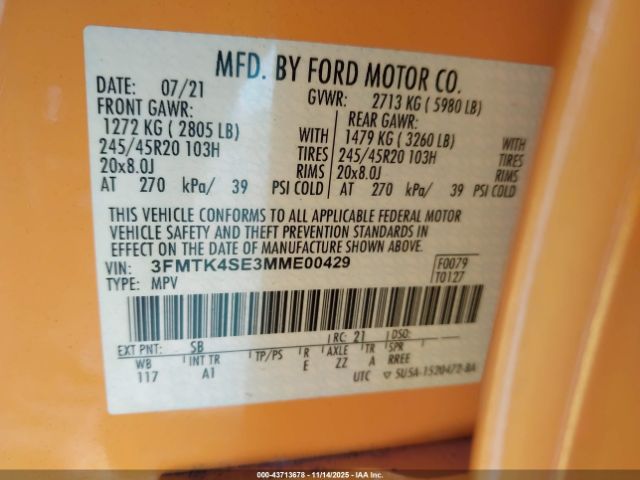 MFD. BY FORD MOTOR CO.
DATE: 07/21
GVWR: 2713 KG ( 5980 LB)
FRONT GAWR:
REAR GAWR:
1272 KG ( 2805 LB) WITH
1479 KG ( 3260 LB) WITH
245/45R20 103H TIRES
245/45R20 103H TIRES
20x8.0J RIMS
20x8.0J RIMS
AT 270 kPa/ 39 PSI COLD
AT 270 kPa/ 39 PSI COLD
THIS VEHICLE CONFORMS TO ALL APPLICABLE FEDERAL MOTOR
VEHICLE SAFETY AND THEFT PREVENTION STANDARDS IN
EFFECT ON THE DATE OF MANUFACTURE SHOWN ABOVE.
VIN: 3FMTK4SE3MME00429
F0079
TYPE: MPV
T0127
EXT PNT: SB RC: 21 DSO:
WB INT TR TP/PS R AXLE TR SPR
117 A1 E ZZ A RREE
UTC ▽ 5U5A-1520472-BA
000-43713678 | 11/14/2025 - IAA Inc.